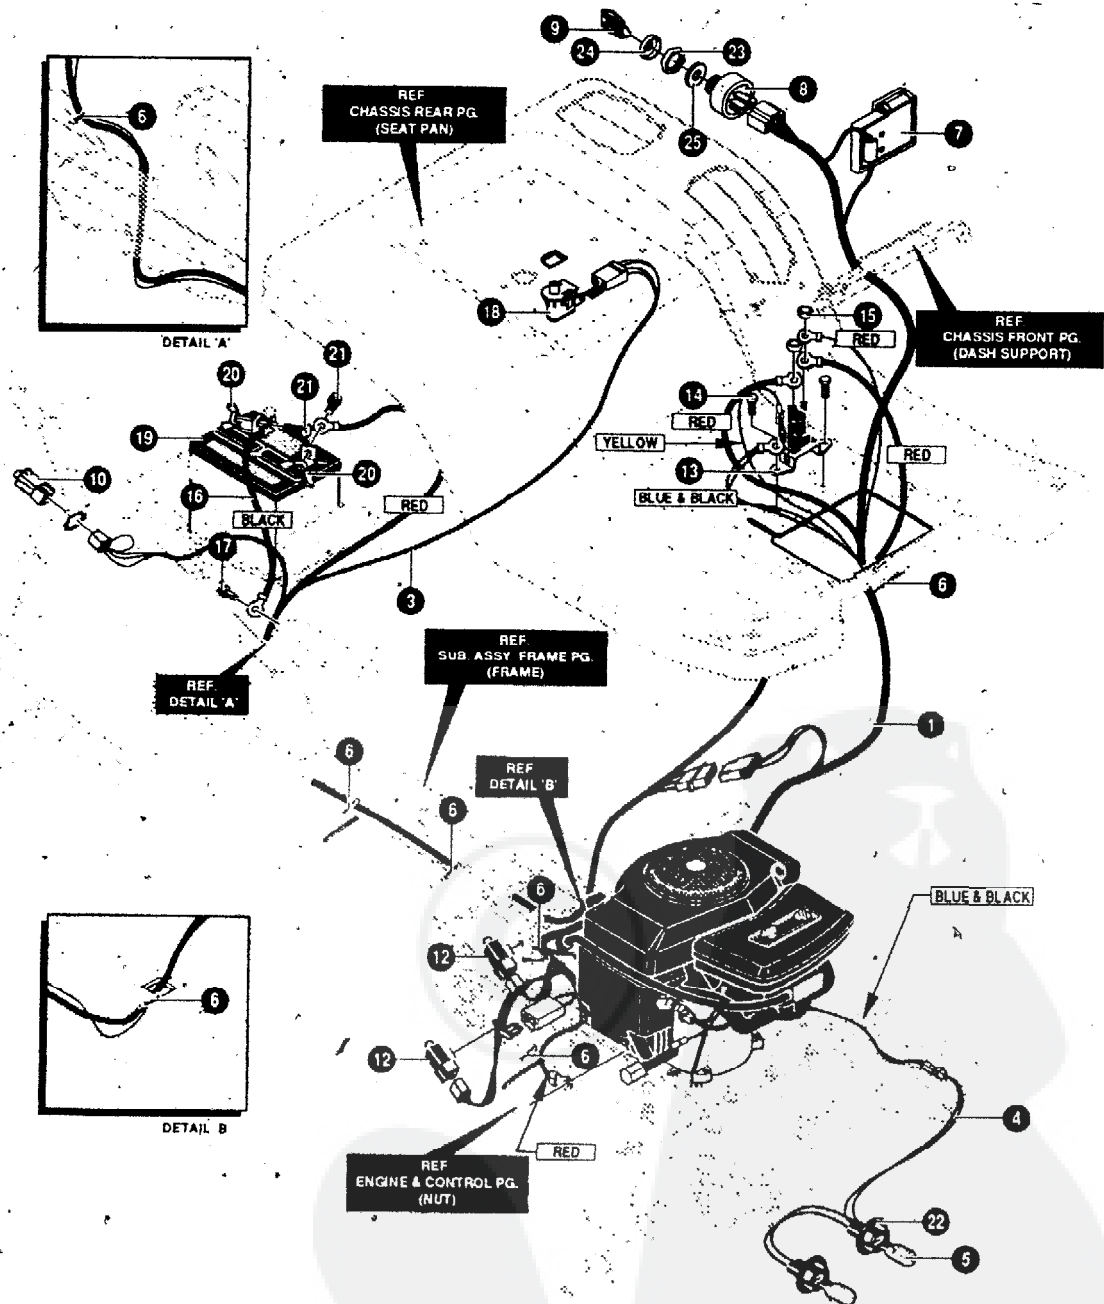 9
24
23
8
7
25
REF.
CHASSIS REAR PG.
(SEAT PAN)
6
DETAIL 'A'
18
15
RED
REF.
CHASSIS FRONT PG.
(DASH SUPPORT)
21
20
21
14
RED
RED
YELLOW
RED
19
20
13
10
16
BLACK
RED
BLUE & BLACK
17
3
6
REF.
SUB. ASSY. FRAME PG.
(FRAME)
REF.
DETAIL 'A'
1
6
REF
DETAIL 'B'
6
6
BLUE & BLACK
12
6
12
6
4
DETAIL B
RED
REF
ENGINE & CONTROL PG.
(NUT)
22
5